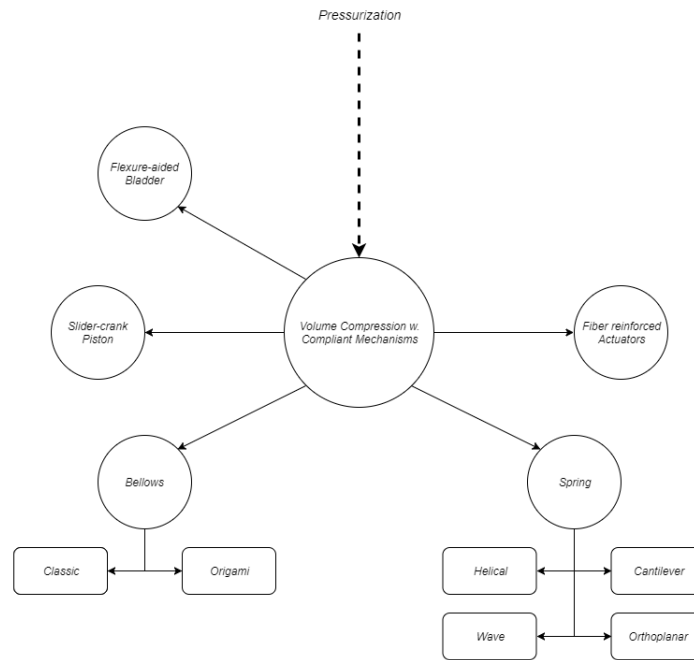 Pressurization
Flexure-aided
Bladder
Slider-crank
Piston
Volume Compression w.
Compliant Mechanisms
Fiber reinforced
Actuators
Bellows
Spring
Classic
Origami
Helical
Cantilever
Wave
Orthoplanar